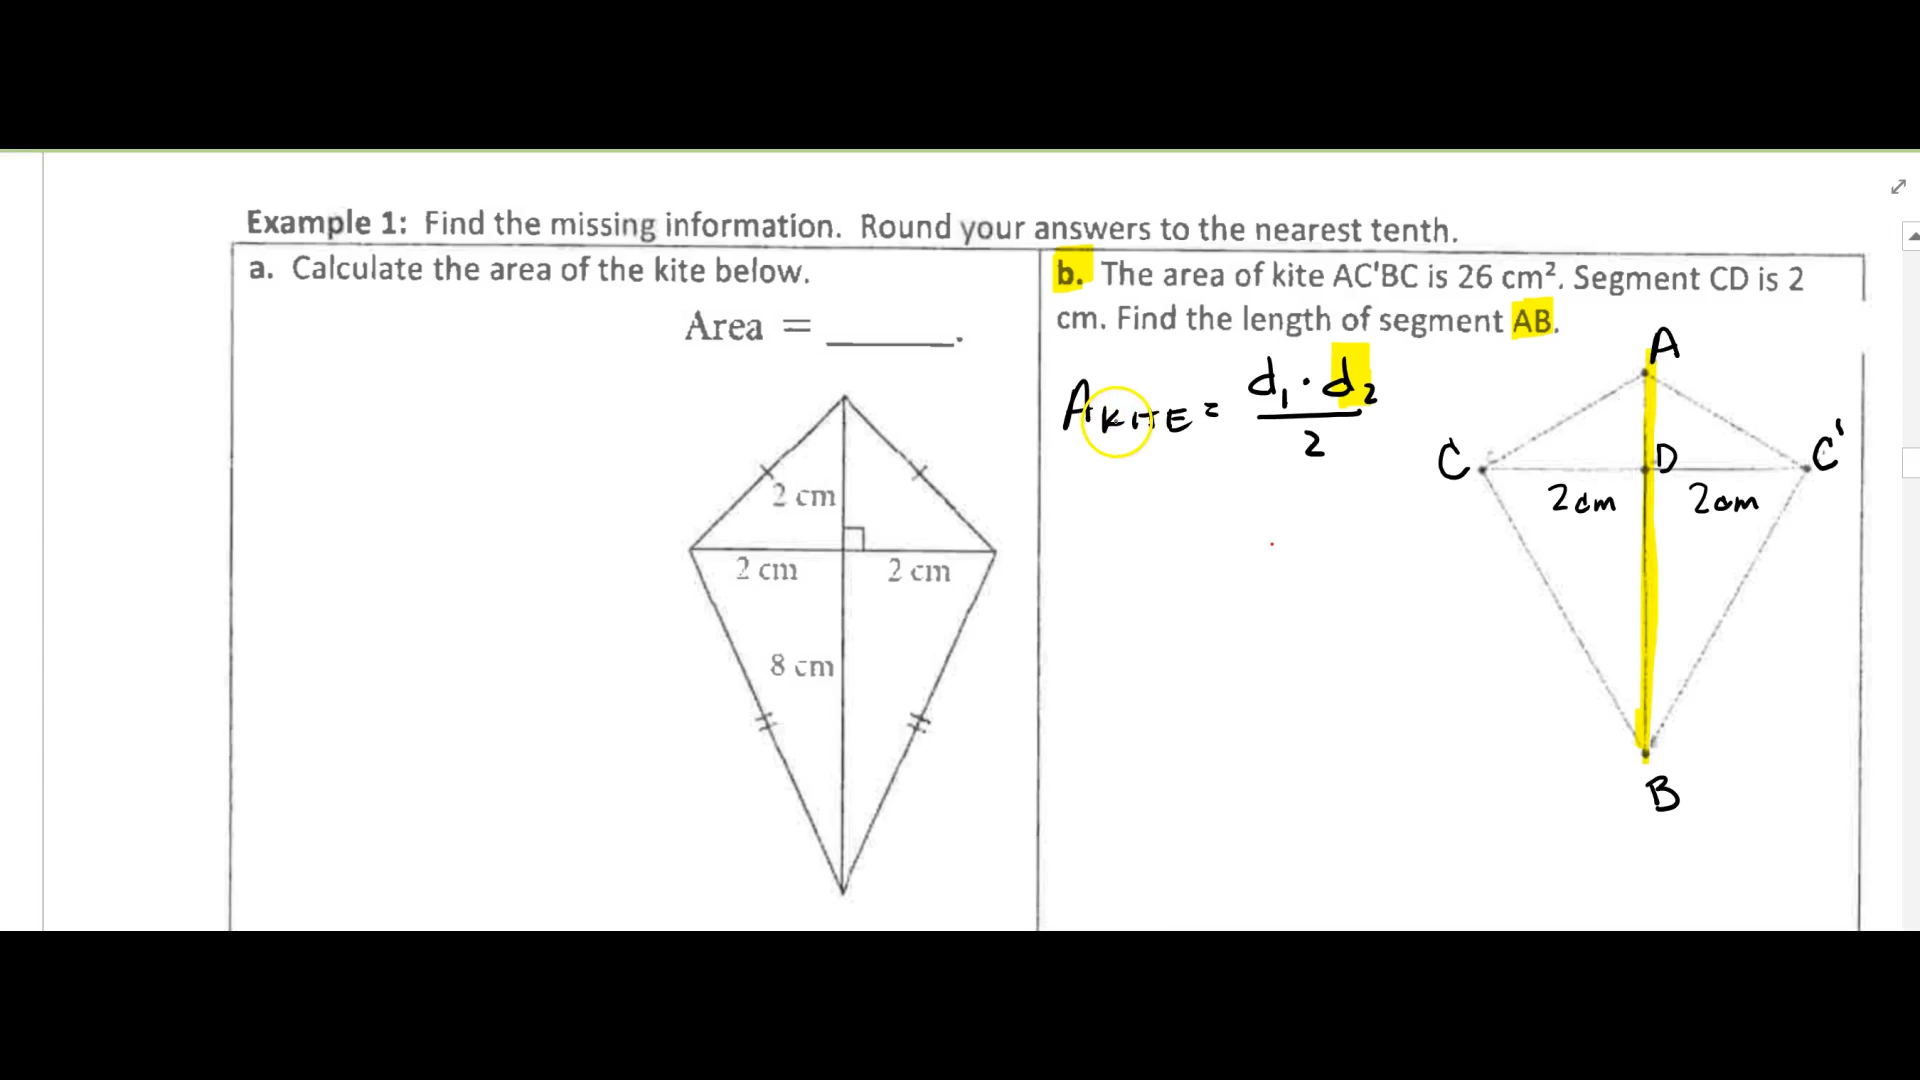 Example 1: Find the missing information. Round your answers to the nearest tenth.
a. Calculate the area of the kite below.
Area = ______.
2 cm
2 cm
2 cm
8 cm
b. The area of kite AC'BC is 26 cm². Segment CD is 2
cm. Find the length of segment AB.
A KITE = d₁ · d₂
2
A
C
D
C'
2cm
2cm
B